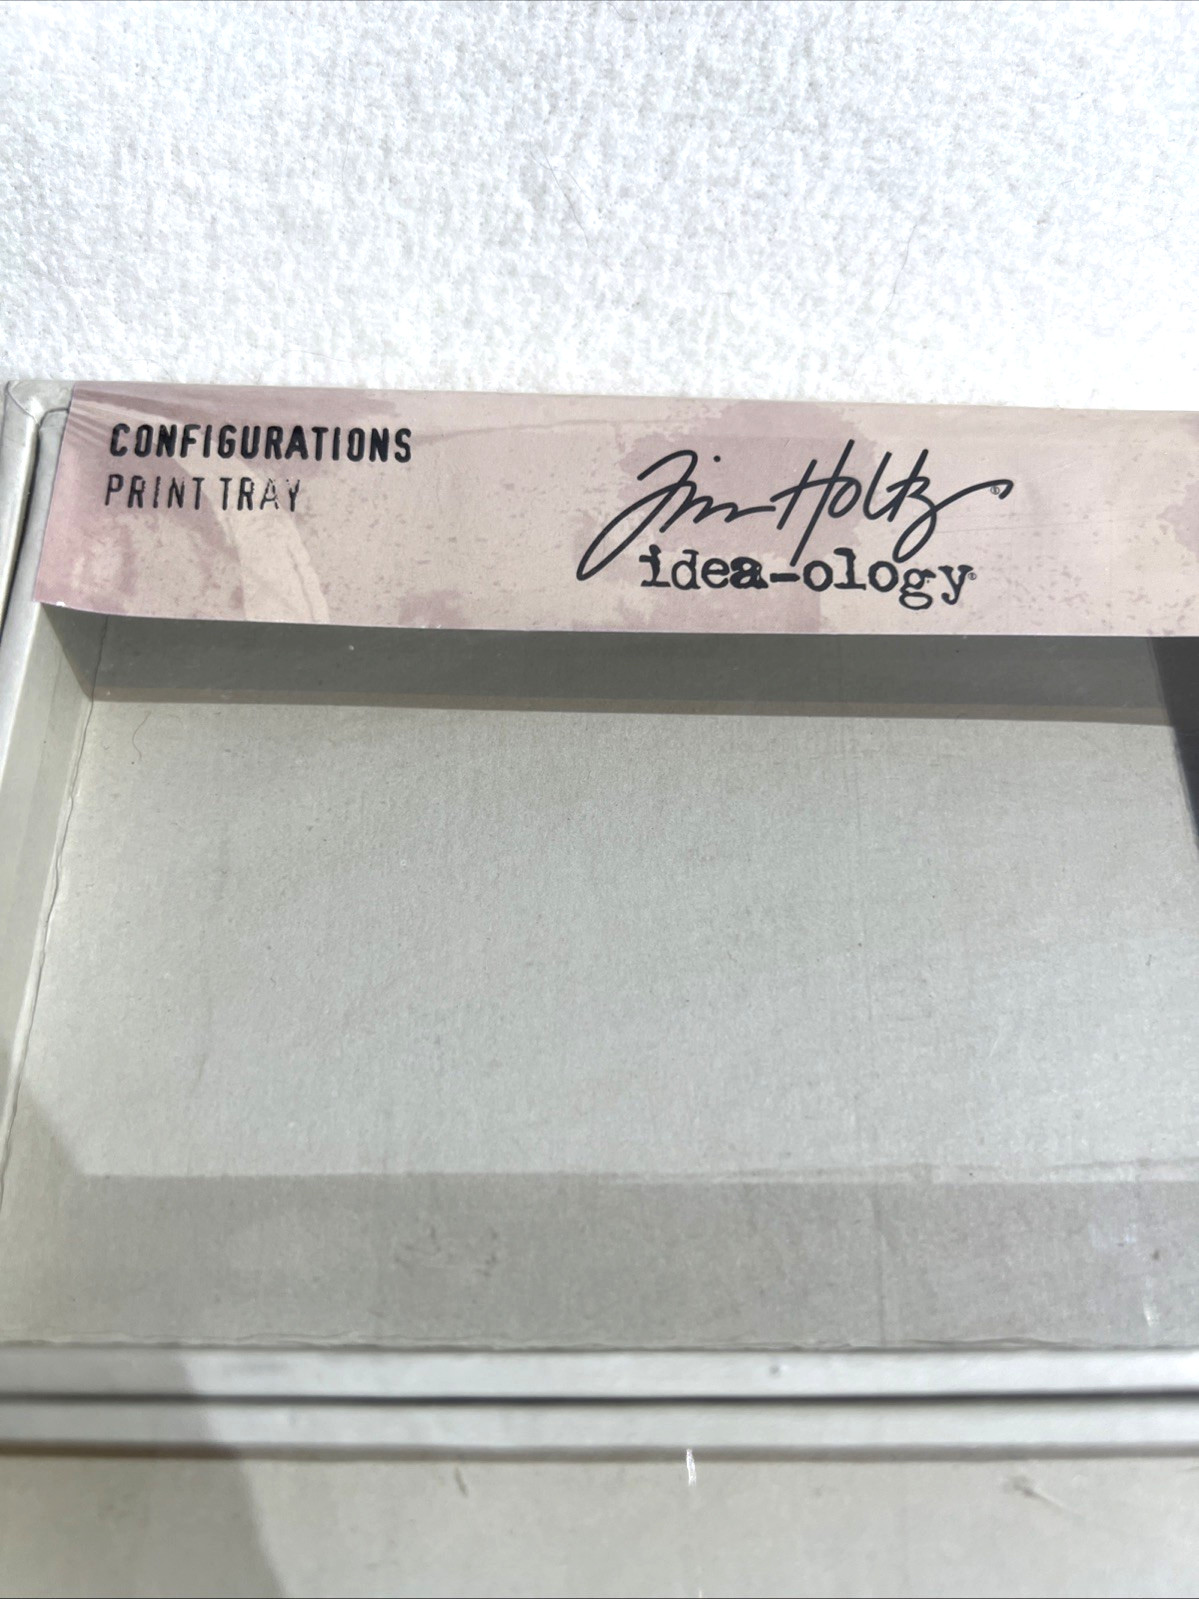 CONFIGURATIONS
PRINT TRAY
Tim Holtz®
idea-ology®